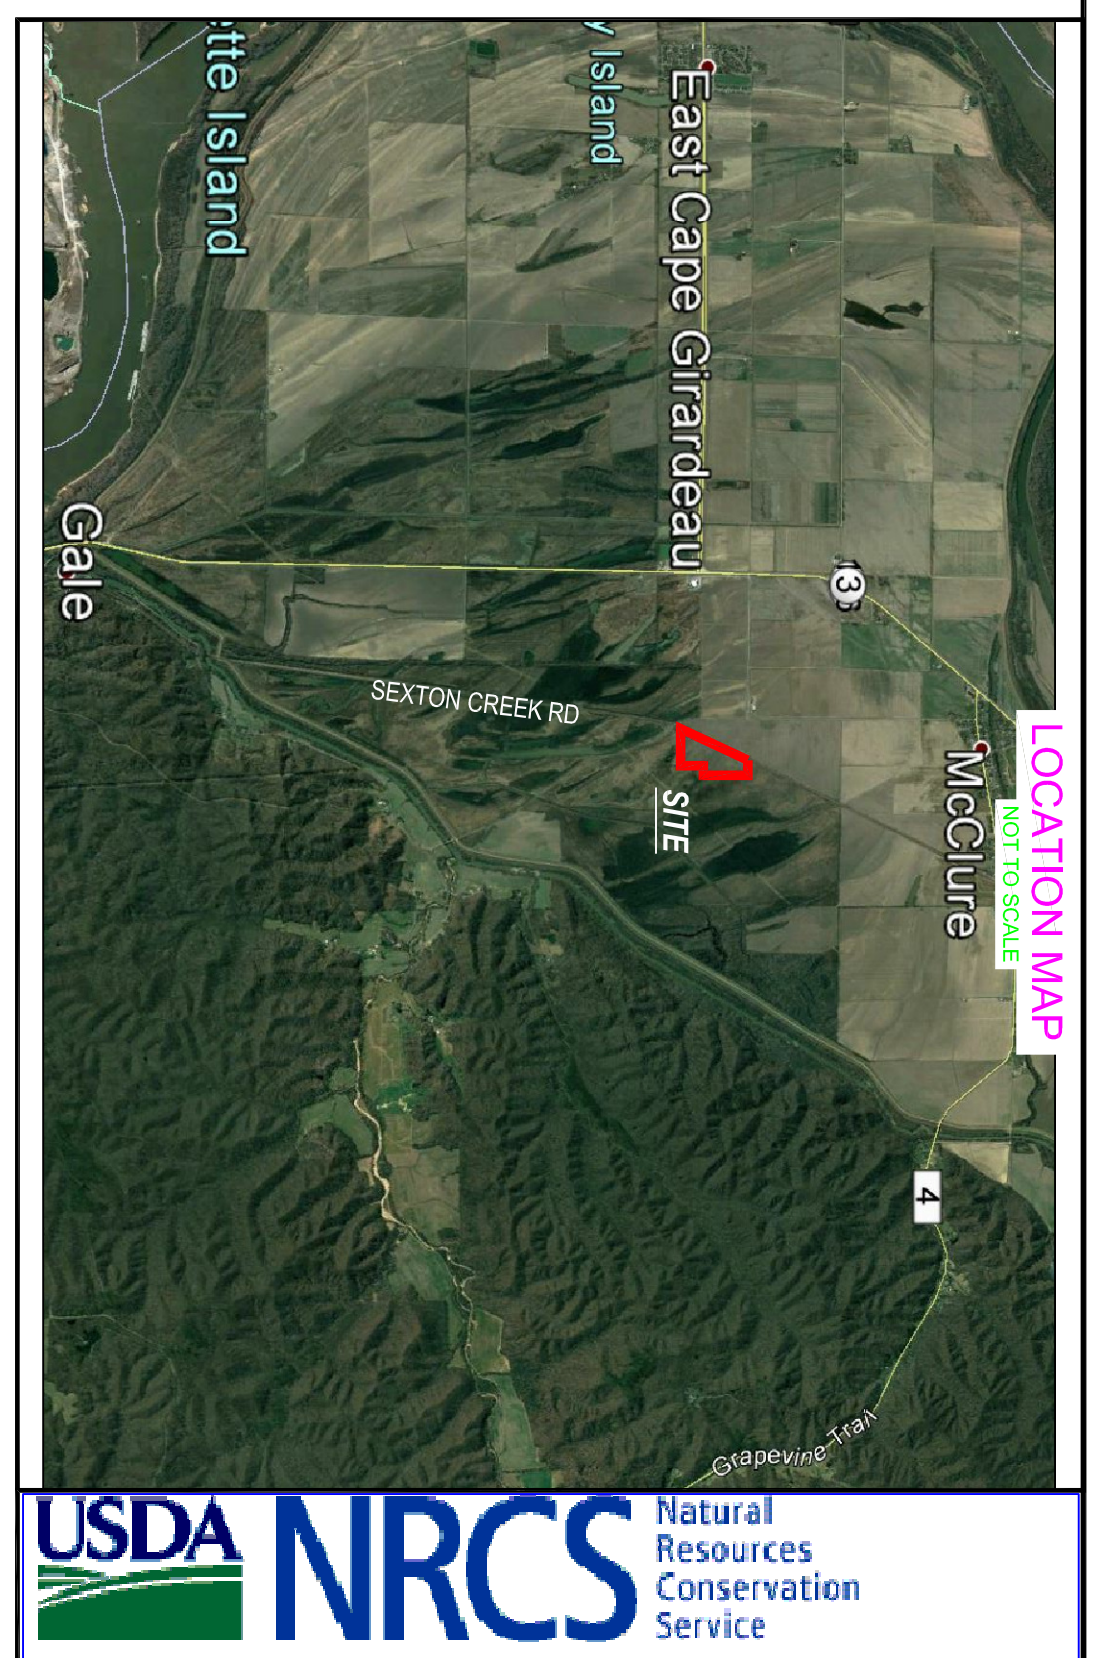 LOCATION MAP
NOT TO SCALE
McClure
3
East Cape Girardeau
y Island
ette Island
Gale
SEXTON CREEK RD
SITE
4
Grapevine Trail
USDA
NRCS
Natural
Resources
Conservation
Service